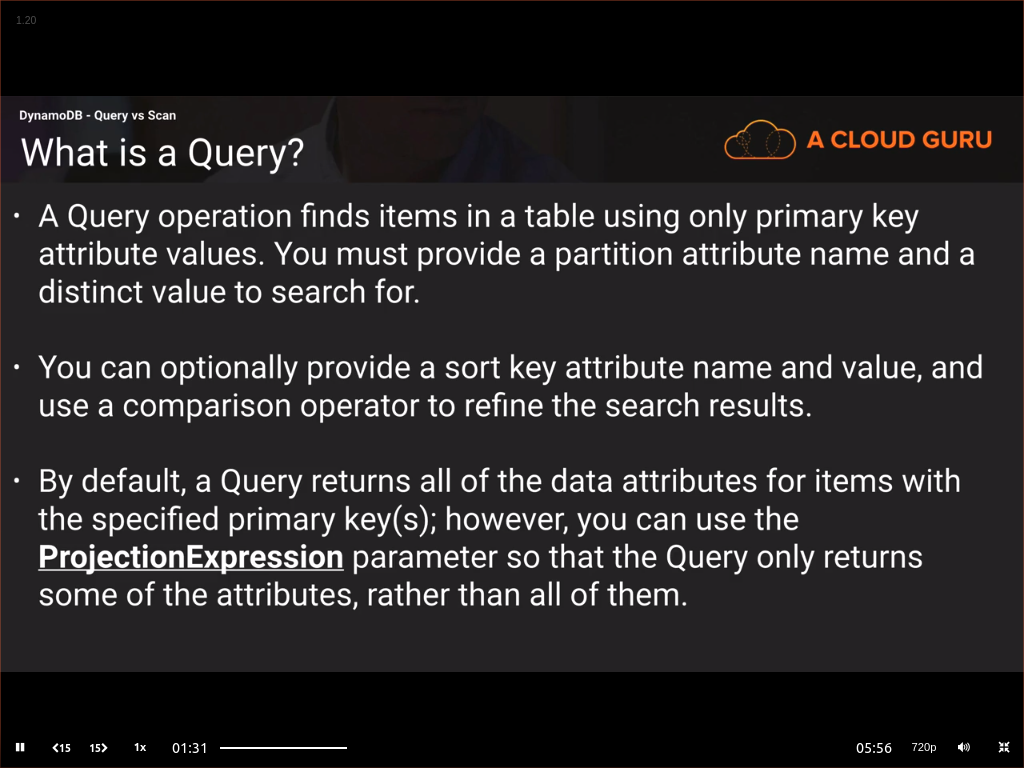 1.20
DynamoDB - Query vs Scan
What is a Query?
A CLOUD GURU
• A Query operation finds items in a table using only primary key
attribute values. You must provide a partition attribute name and a
distinct value to search for.
• You can optionally provide a sort key attribute name and value, and
use a comparison operator to refine the search results.
• By default, a Query returns all of the data attributes for items with
the specified primary key(s); however, you can use the
ProjectionExpression parameter so that the Query only returns
some of the attributes, rather than all of them.
15 15 1x 01:31 05:56 720p